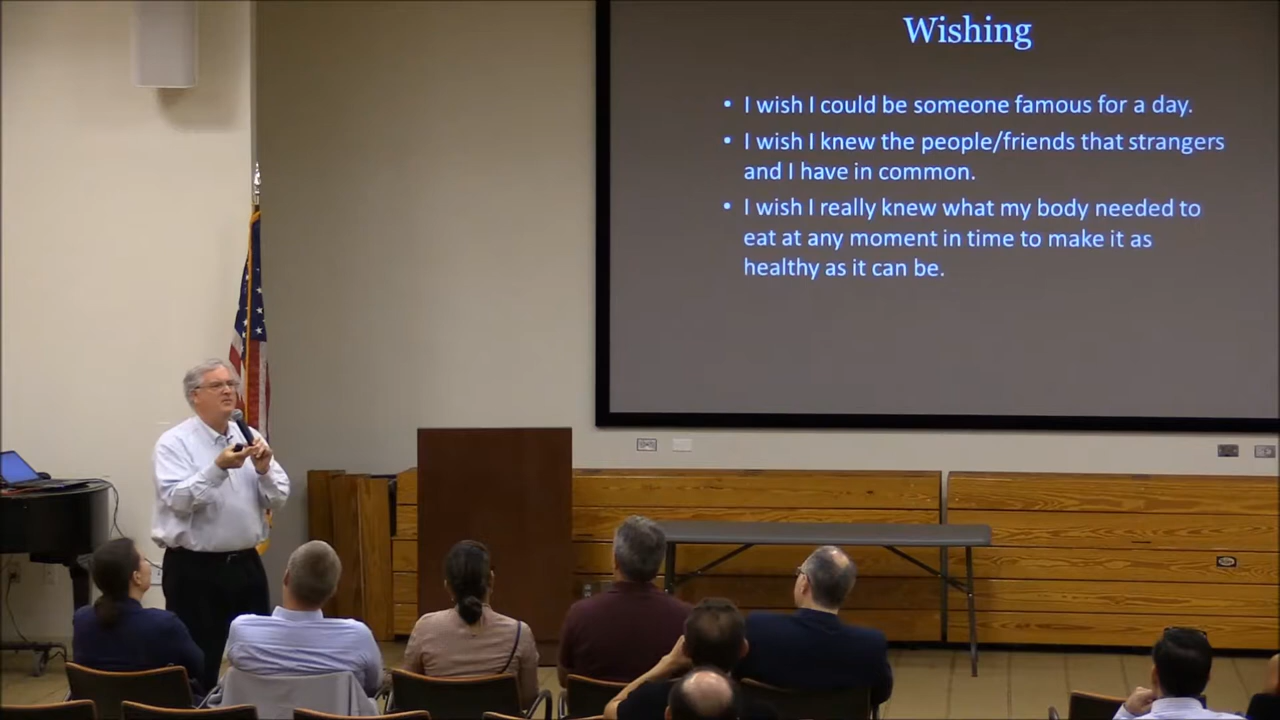 Wishing
• I wish I could be someone famous for a day.
• I wish I knew the people/friends that strangers
and I have in common.
• I wish I really knew what my body needed to
eat at any moment in time to make it as
healthy as it can be.